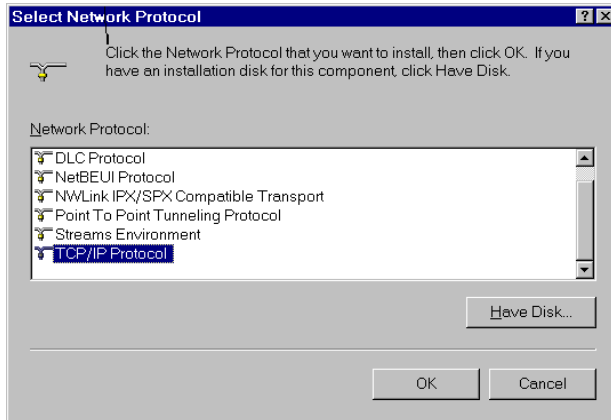 Select Network Protocol
Click the Network Protocol that you want to install, then click OK. If you
have an installation disk for this component, click Have Disk.
Network Protocol:
DLC Protocol
NetBEUI Protocol
NWLink IPX/SPX Compatible Transport
Point To Point Tunneling Protocol
Streams Environment
TCP/IP Protocol
Have Disk...
OK
Cancel